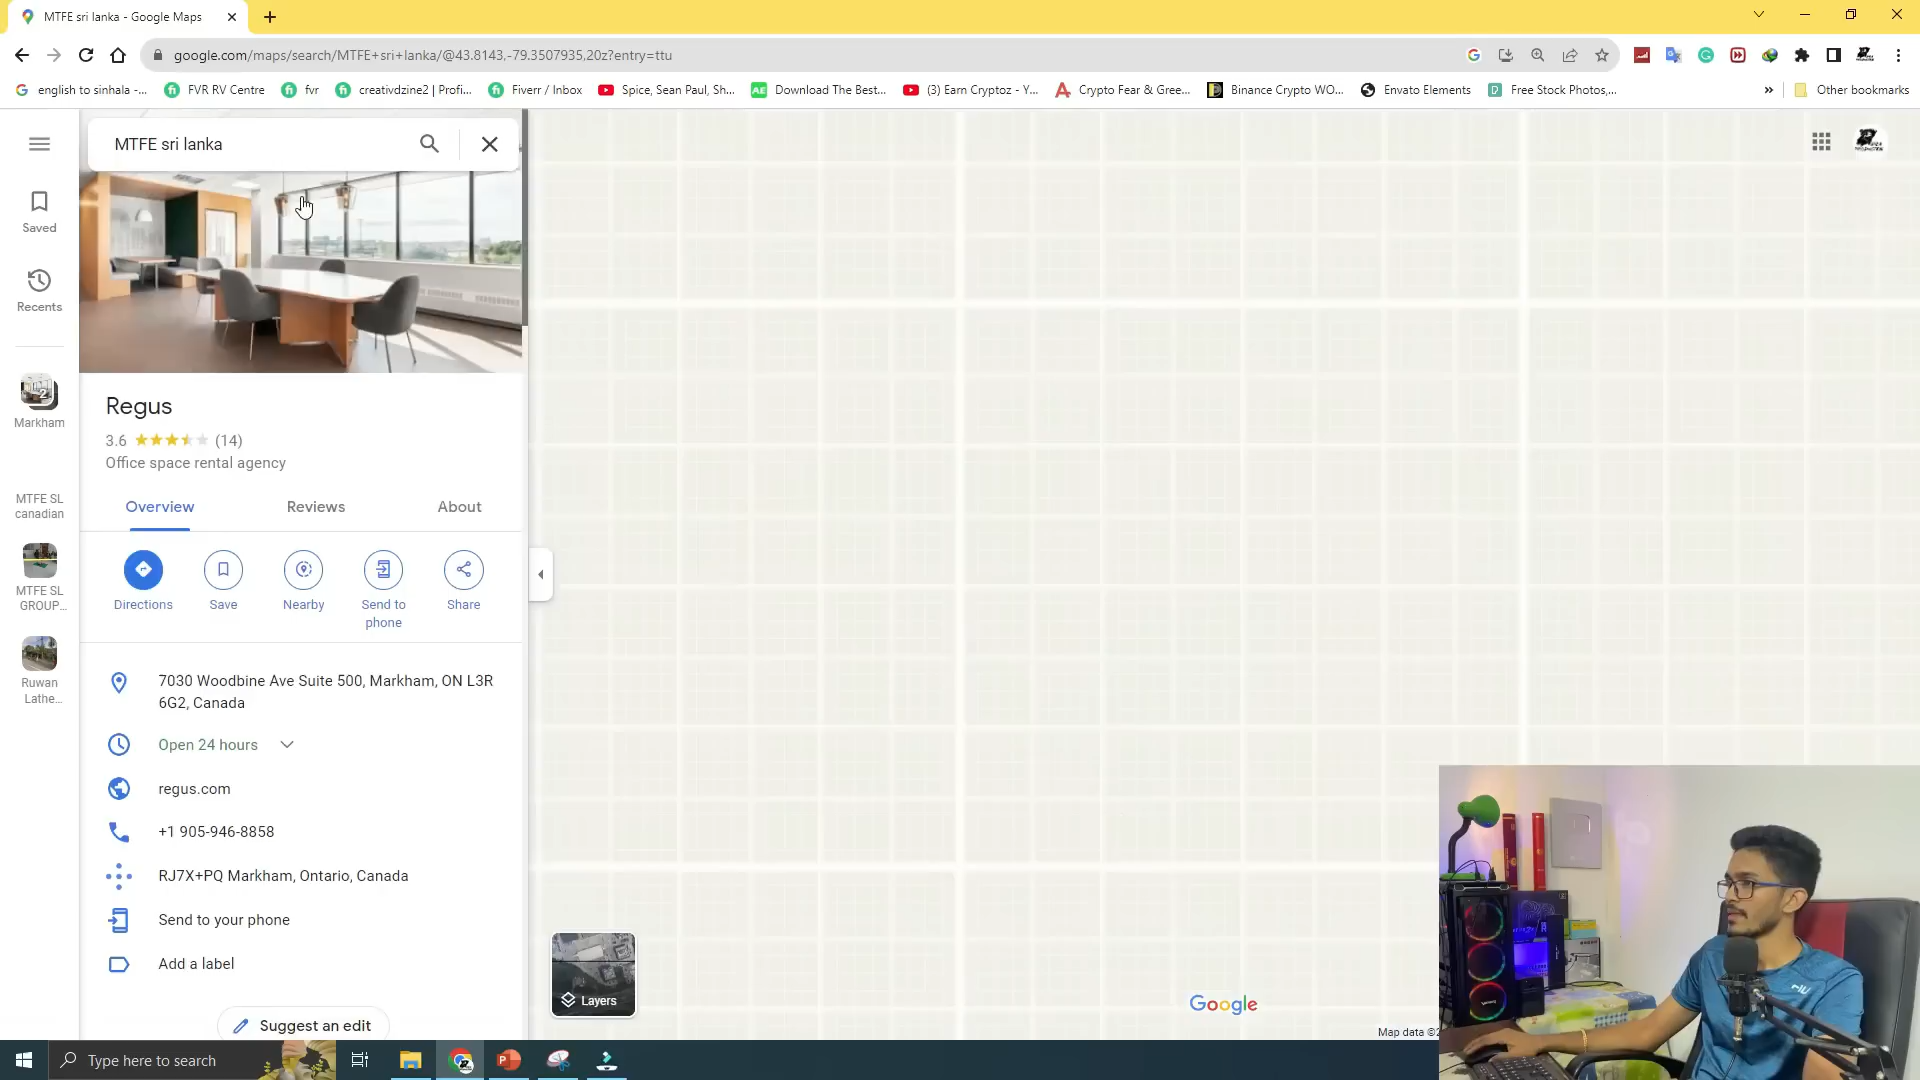 MTFE sri lanka - Google Maps
google.com/maps/search/MTFE+sri+lanka/@43.8143,-79.3507935,20z?entry=ttu
english to sinhala -...
FVR RV Centre
fvr
creativdzine2 | Profi...
Fiverr / Inbox
Spice, Sean Paul, Sh...
Download The Best...
(3) Earn Cryptoz - Y...
Crypto Fear & Gree...
Binance Crypto WO...
Envato Elements
Free Stock Photos,...
»
Other bookmarks
MTFE sri lanka
Saved
Recents
2
Markham
MTFE SL
canadian
MTFE SL
GROUP...
Ruwan
Lathe...
Regus
3.6 (14)
Office space rental agency
Overview
Reviews
About
Directions
Save
Nearby
Send to
phone
Share
7030 Woodbine Ave Suite 500, Markham, ON L3R
6G2, Canada
Open 24 hours
regus.com
+1 905-946-8858
RJ7X+PQ Markham, Ontario, Canada
Send to your phone
Add a label
Suggest an edit
Layers
Google
Map data ©2
Type here to search